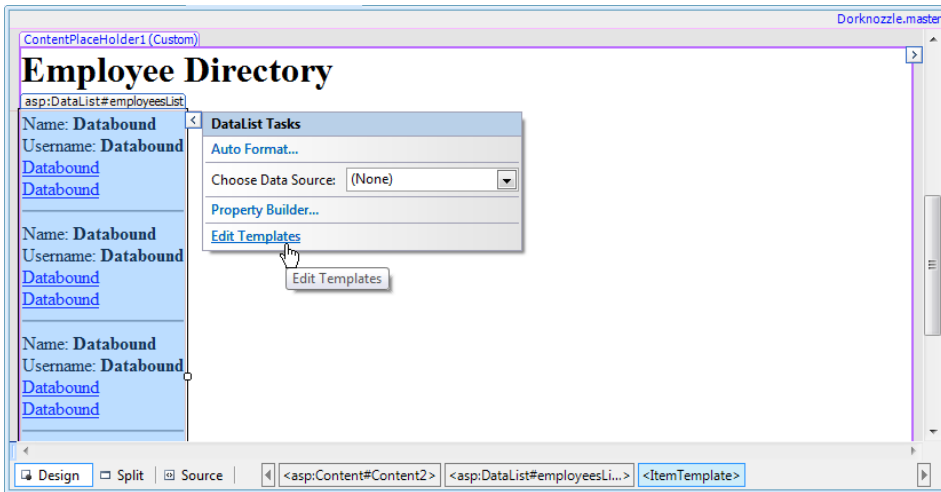 Dorknozzle.master
ContentPlaceHolder1 (Custom)
Employee Directory
asp:DataList#employeesList
Name: Databound
Username: Databound
Databound
Databound
Name: Databound
Username: Databound
Databound
Databound
Name: Databound
Username: Databound
Databound
Databound
DataList Tasks
Auto Format...
Choose Data Source: (None)
Property Builder...
Edit Templates
Edit Templates
Design Split Source <asp:Content#Content2> <asp:DataList#employeesLi...> <ItemTemplate>